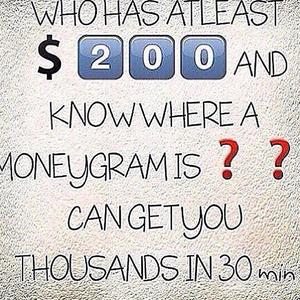 WHO HAS ATLEAST
$ 200 AND
KNOW WHERE A
MONEYGRAM IS ❓❓
CAN GET YOU
THOUSANDS IN 30 min